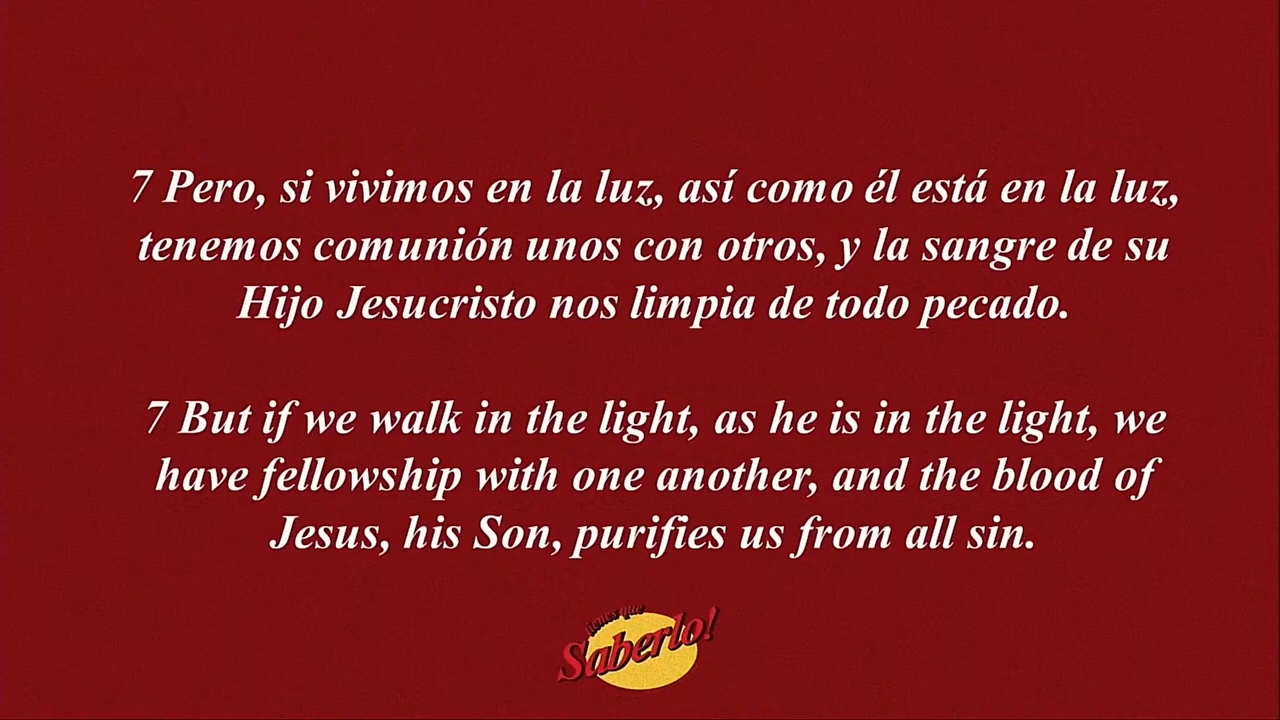 7 Pero, si vivimos en la luz, así como él está en la luz,
tenemos comunión unos con otros, y la sangre de su
Hijo Jesucristo nos limpia de todo pecado.
7 But if we walk in the light, as he is in the light, we
have fellowship with one another, and the blood of
Jesus, his Son, purifies us from all sin.
tienes que
Saberlo!